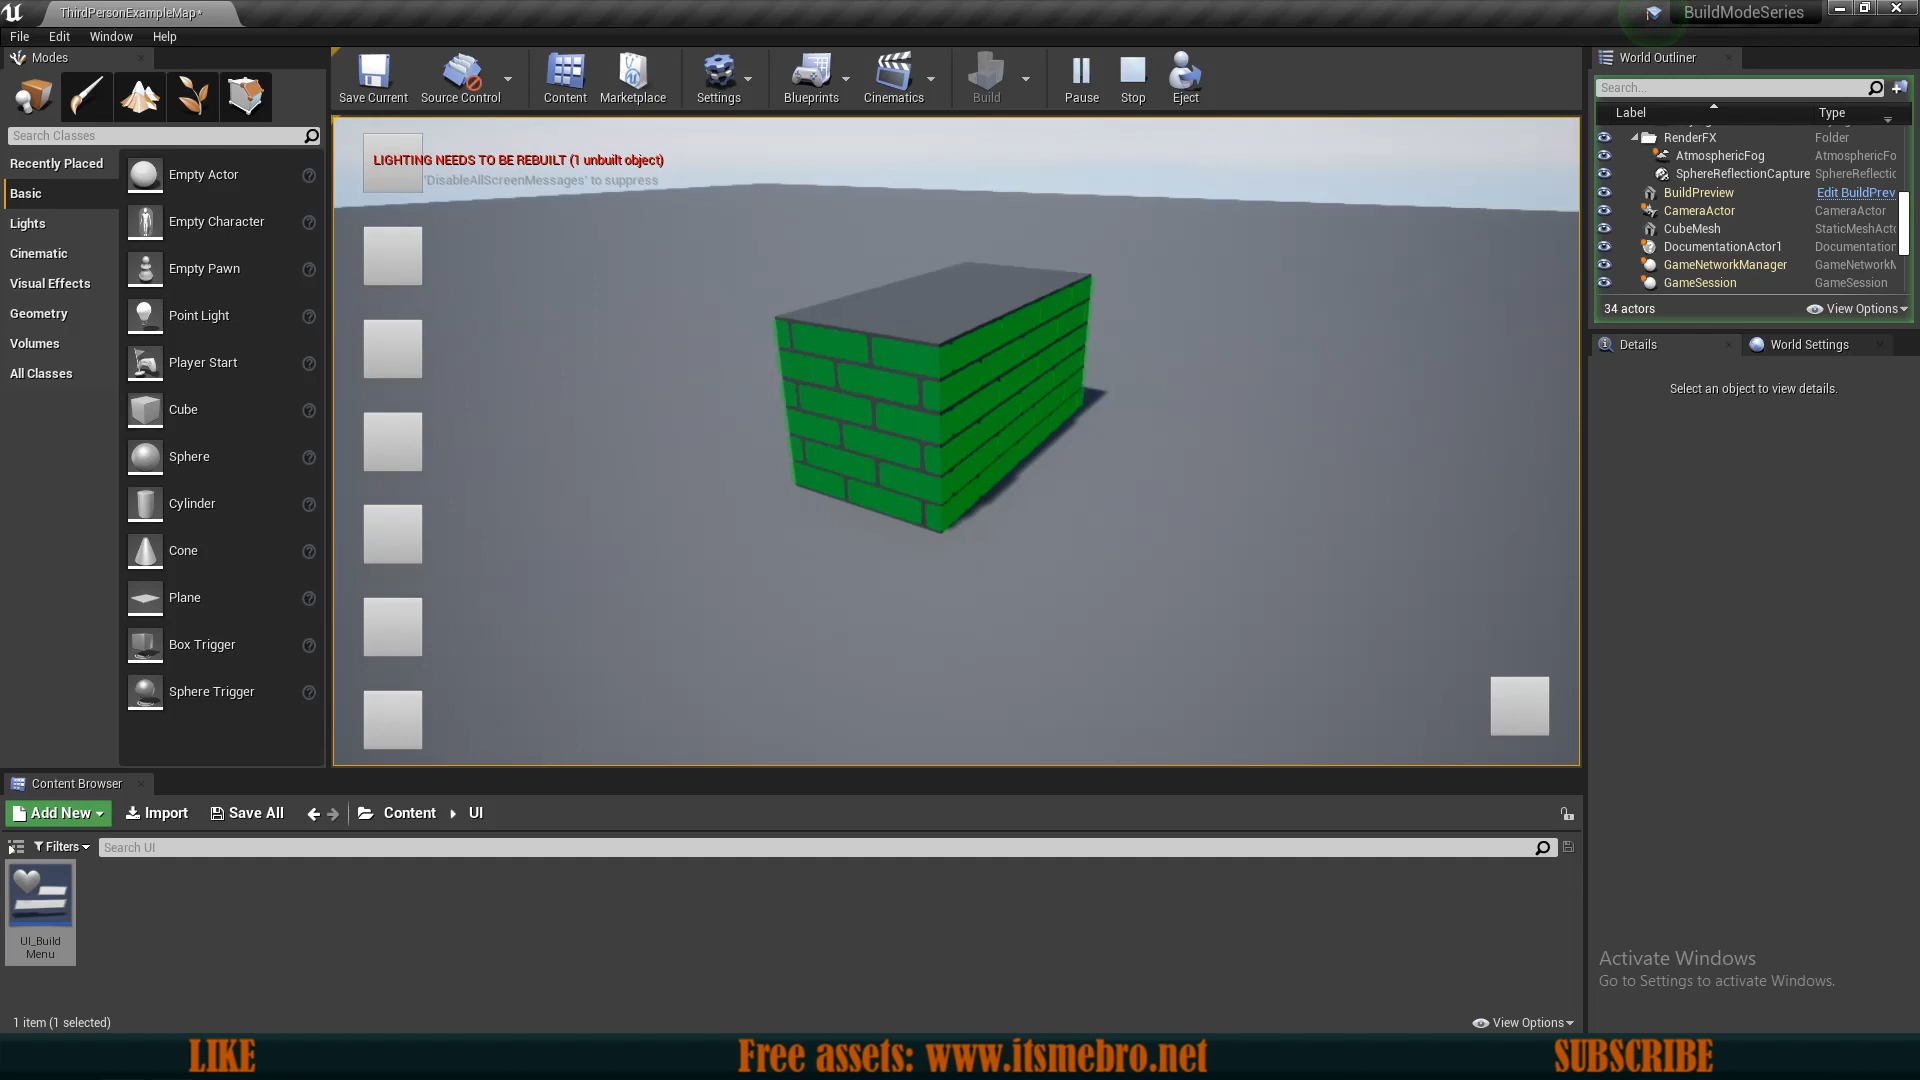 ThirdPersonExampleMap*
BuildModeSeries
File Edit Window Help
Modes
Save Current
Source Control
Content
Marketplace
Settings
Blueprints
Cinematics
Build
Pause
Stop
Eject
World Outliner
Search...
Label Type
RenderFX Folder
AtmosphericFog AtmosphericFo
SphereReflectionCapture SphereReflectic
BuildPreview Edit BuildPrev
CameraActor CameraActor
CubeMesh StaticMeshActo
DocumentationActor1 Documentation
GameNetworkManager GameNetworkM
GameSession GameSession
34 actors
View Options
Details
World Settings
Select an object to view details.
Search Classes
Recently Placed
Basic
Lights
Cinematic
Visual Effects
Geometry
Volumes
All Classes
Empty Actor
Empty Character
Empty Pawn
Point Light
Player Start
Cube
Sphere
Cylinder
Cone
Plane
Box Trigger
Sphere Trigger
LIGHTING NEEDS TO BE REBUILT (1 unbuilt object)
'DisableAllScreenMessages' to suppress
Content Browser
Add New
Import
Save All
Content
UI
Filters
Search UI
UI_Build
Menu
1 item (1 selected)
View Options
Activate Windows
Go to Settings to activate Windows.
LIKE
Free assets: www.itsmebro.net
SUBSCRIBE